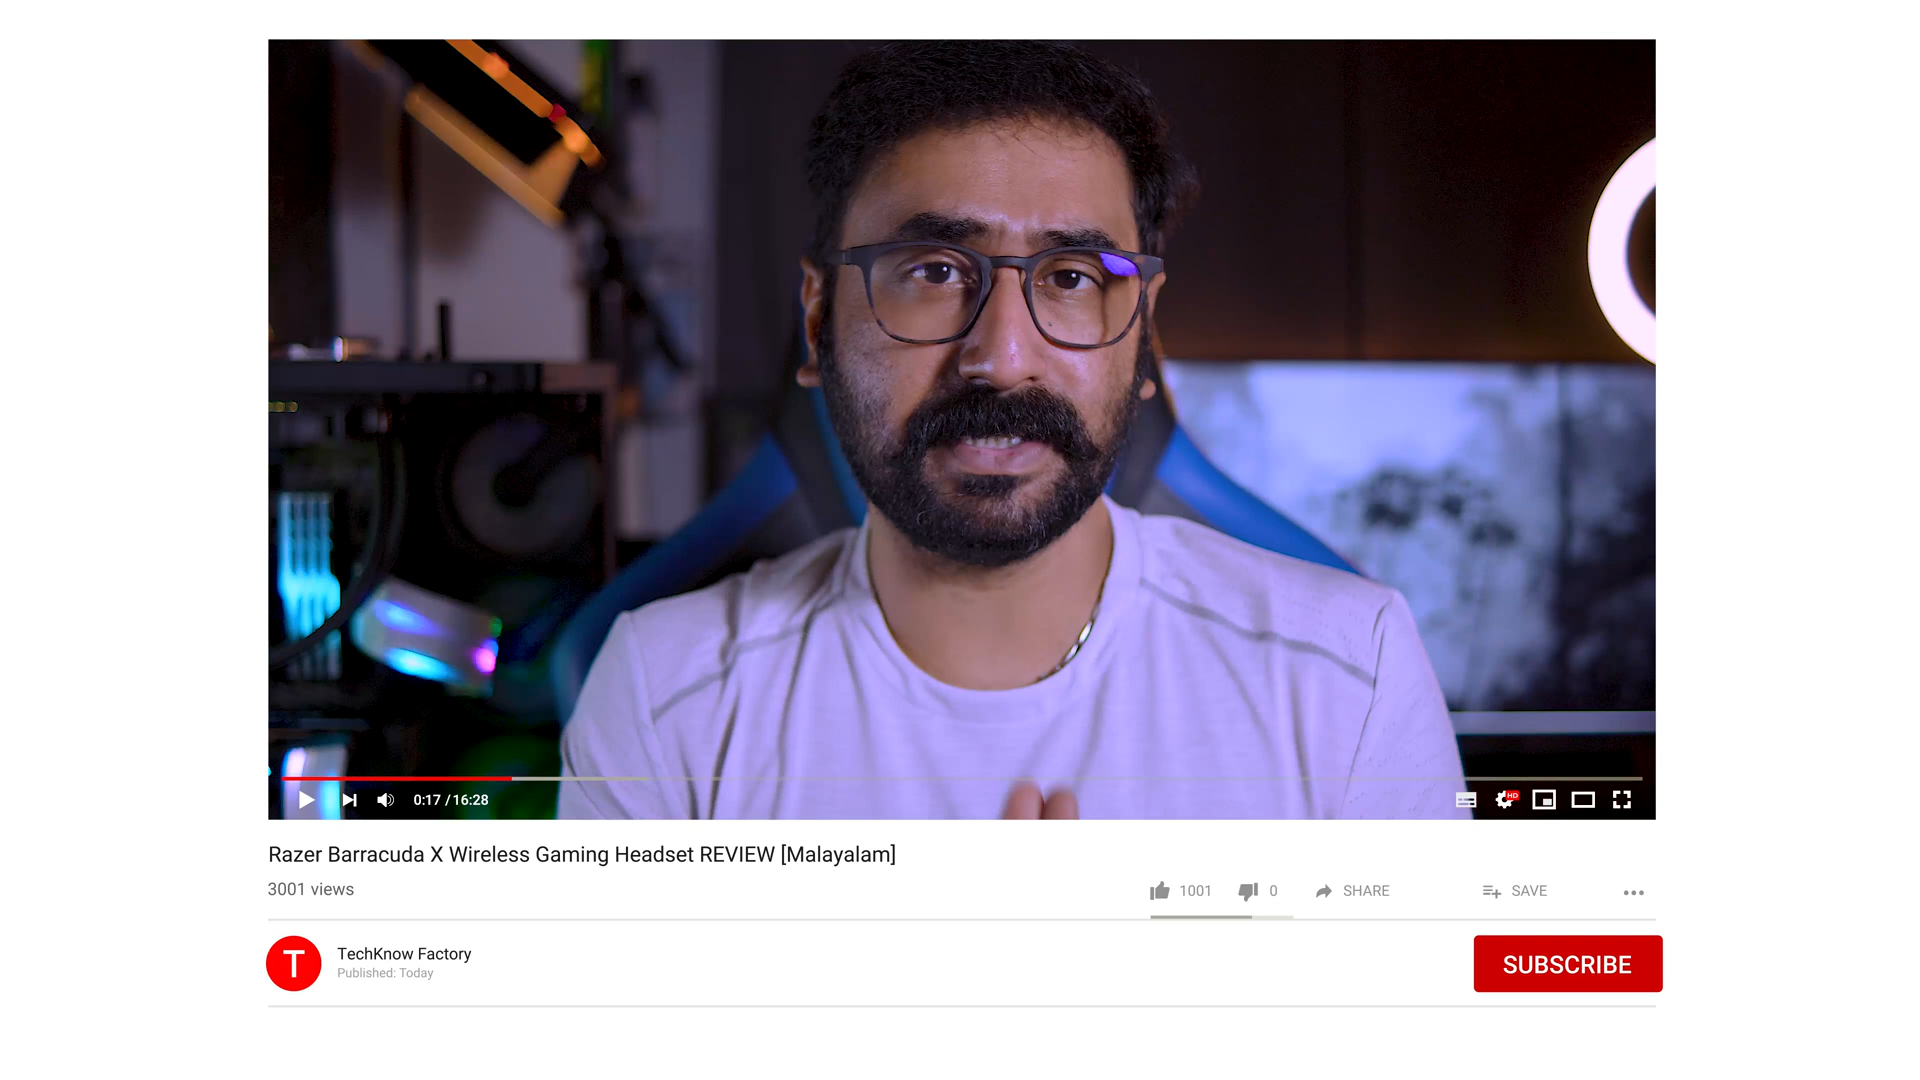 0:17 / 16:28
HD
Razer Barracuda X Wireless Gaming Headset REVIEW [Malayalam]
3001 views
1001
0
SHARE
SAVE
T
TechKnow Factory
Published: Today
SUBSCRIBE